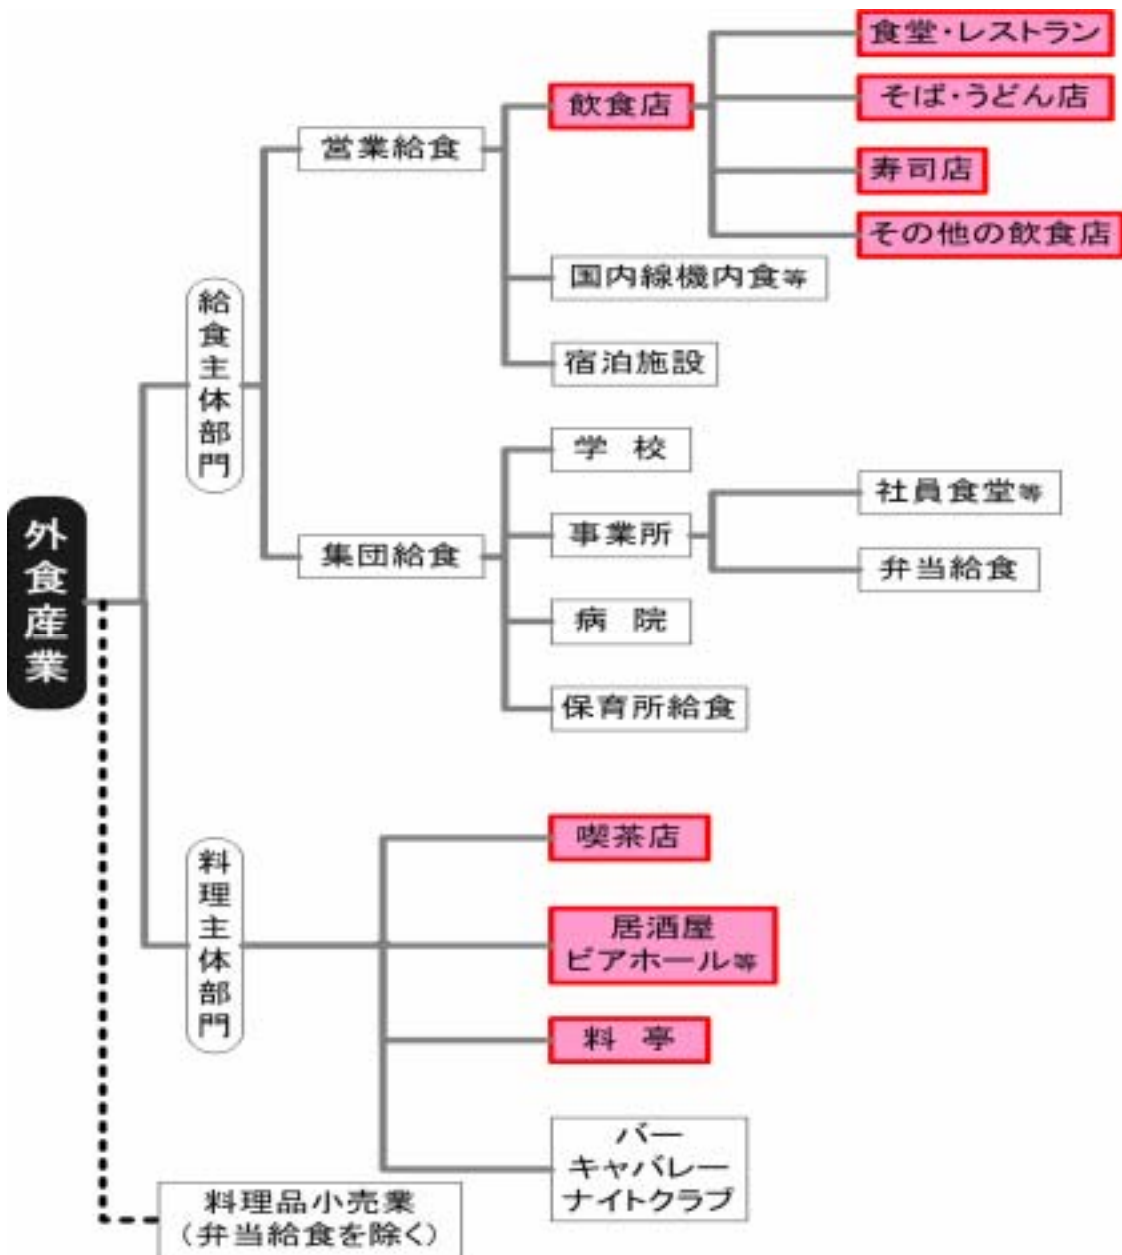 外食産業
給食主体部門
営業給食
飲食店
食堂・レストラン
そば・うどん店
寿司店
その他の飲食店
国内線機内食等
宿泊施設
集団給食
学校
事業所
社員食堂等
弁当給食
病院
保育所給食
料理主体部門
喫茶店
居酒屋
ビアホール等
料亭
バー
キャバレー
ナイトクラブ
料理品小売業
(弁当給食を除く)